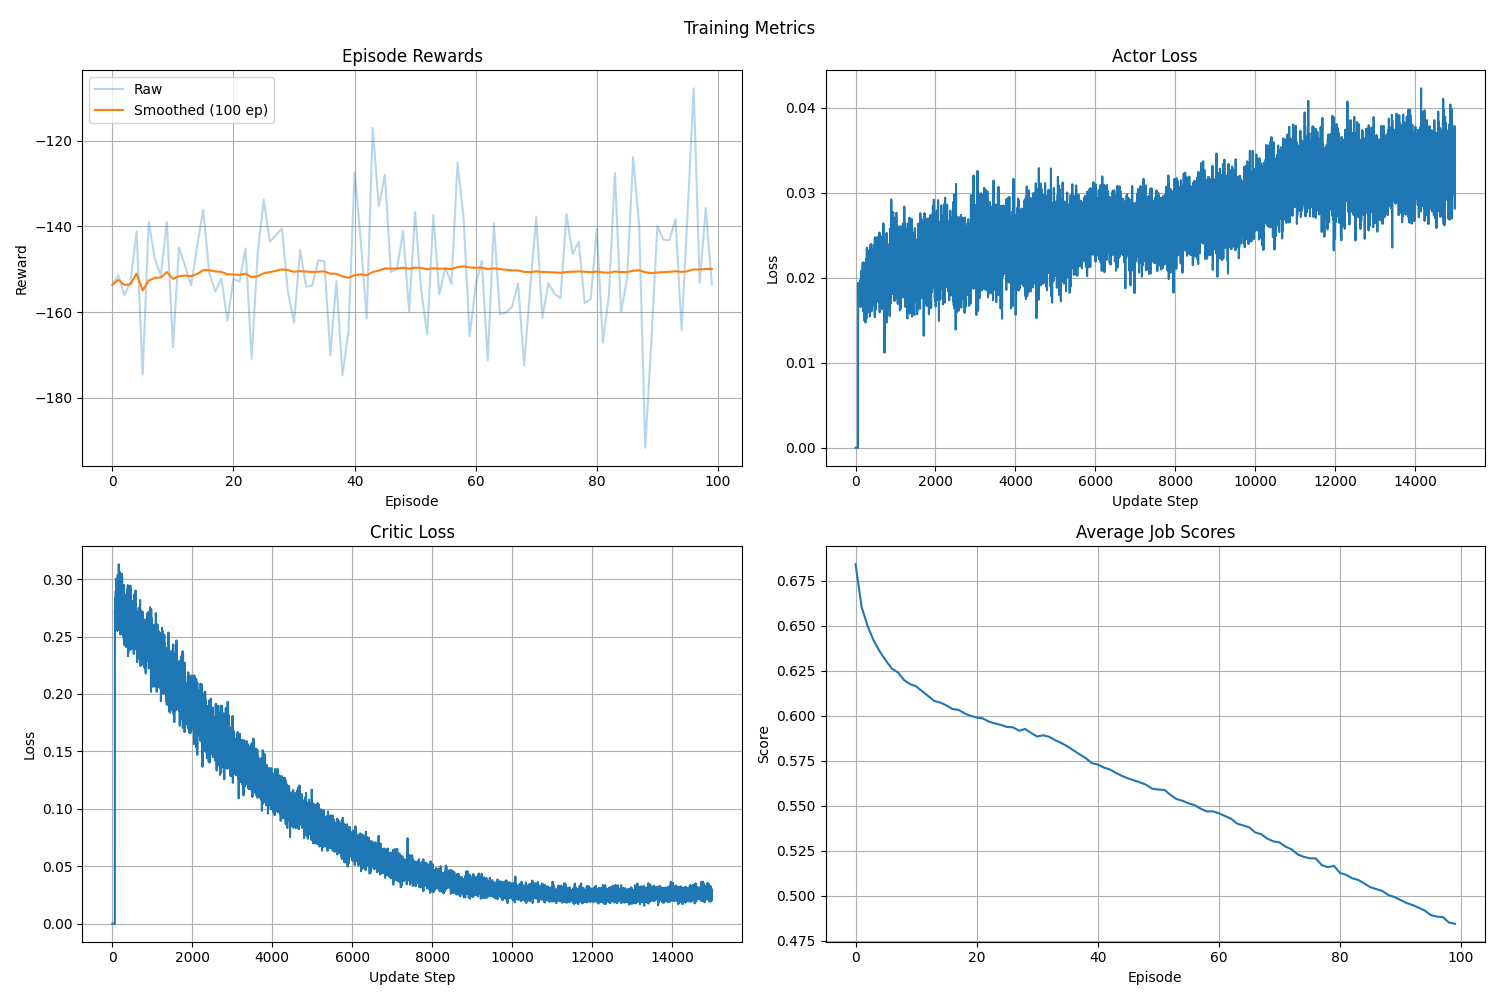 Training Metrics
Episode Rewards
Raw
Smoothed (100 ep)
−120
−140
−160
−180
Reward
0 20 40 60 80 100
Episode
Actor Loss
0.04
0.03
0.02
0.01
0.00
Loss
0 2000 4000 6000 8000 10000 12000 14000
Update Step
Critic Loss
0.30
0.25
0.20
0.15
0.10
0.05
0.00
Loss
0 2000 4000 6000 8000 10000 12000 14000
Update Step
Average Job Scores
0.675
0.650
0.625
0.600
0.575
0.550
0.525
0.500
0.475
Score
0 20 40 60 80 100
Episode